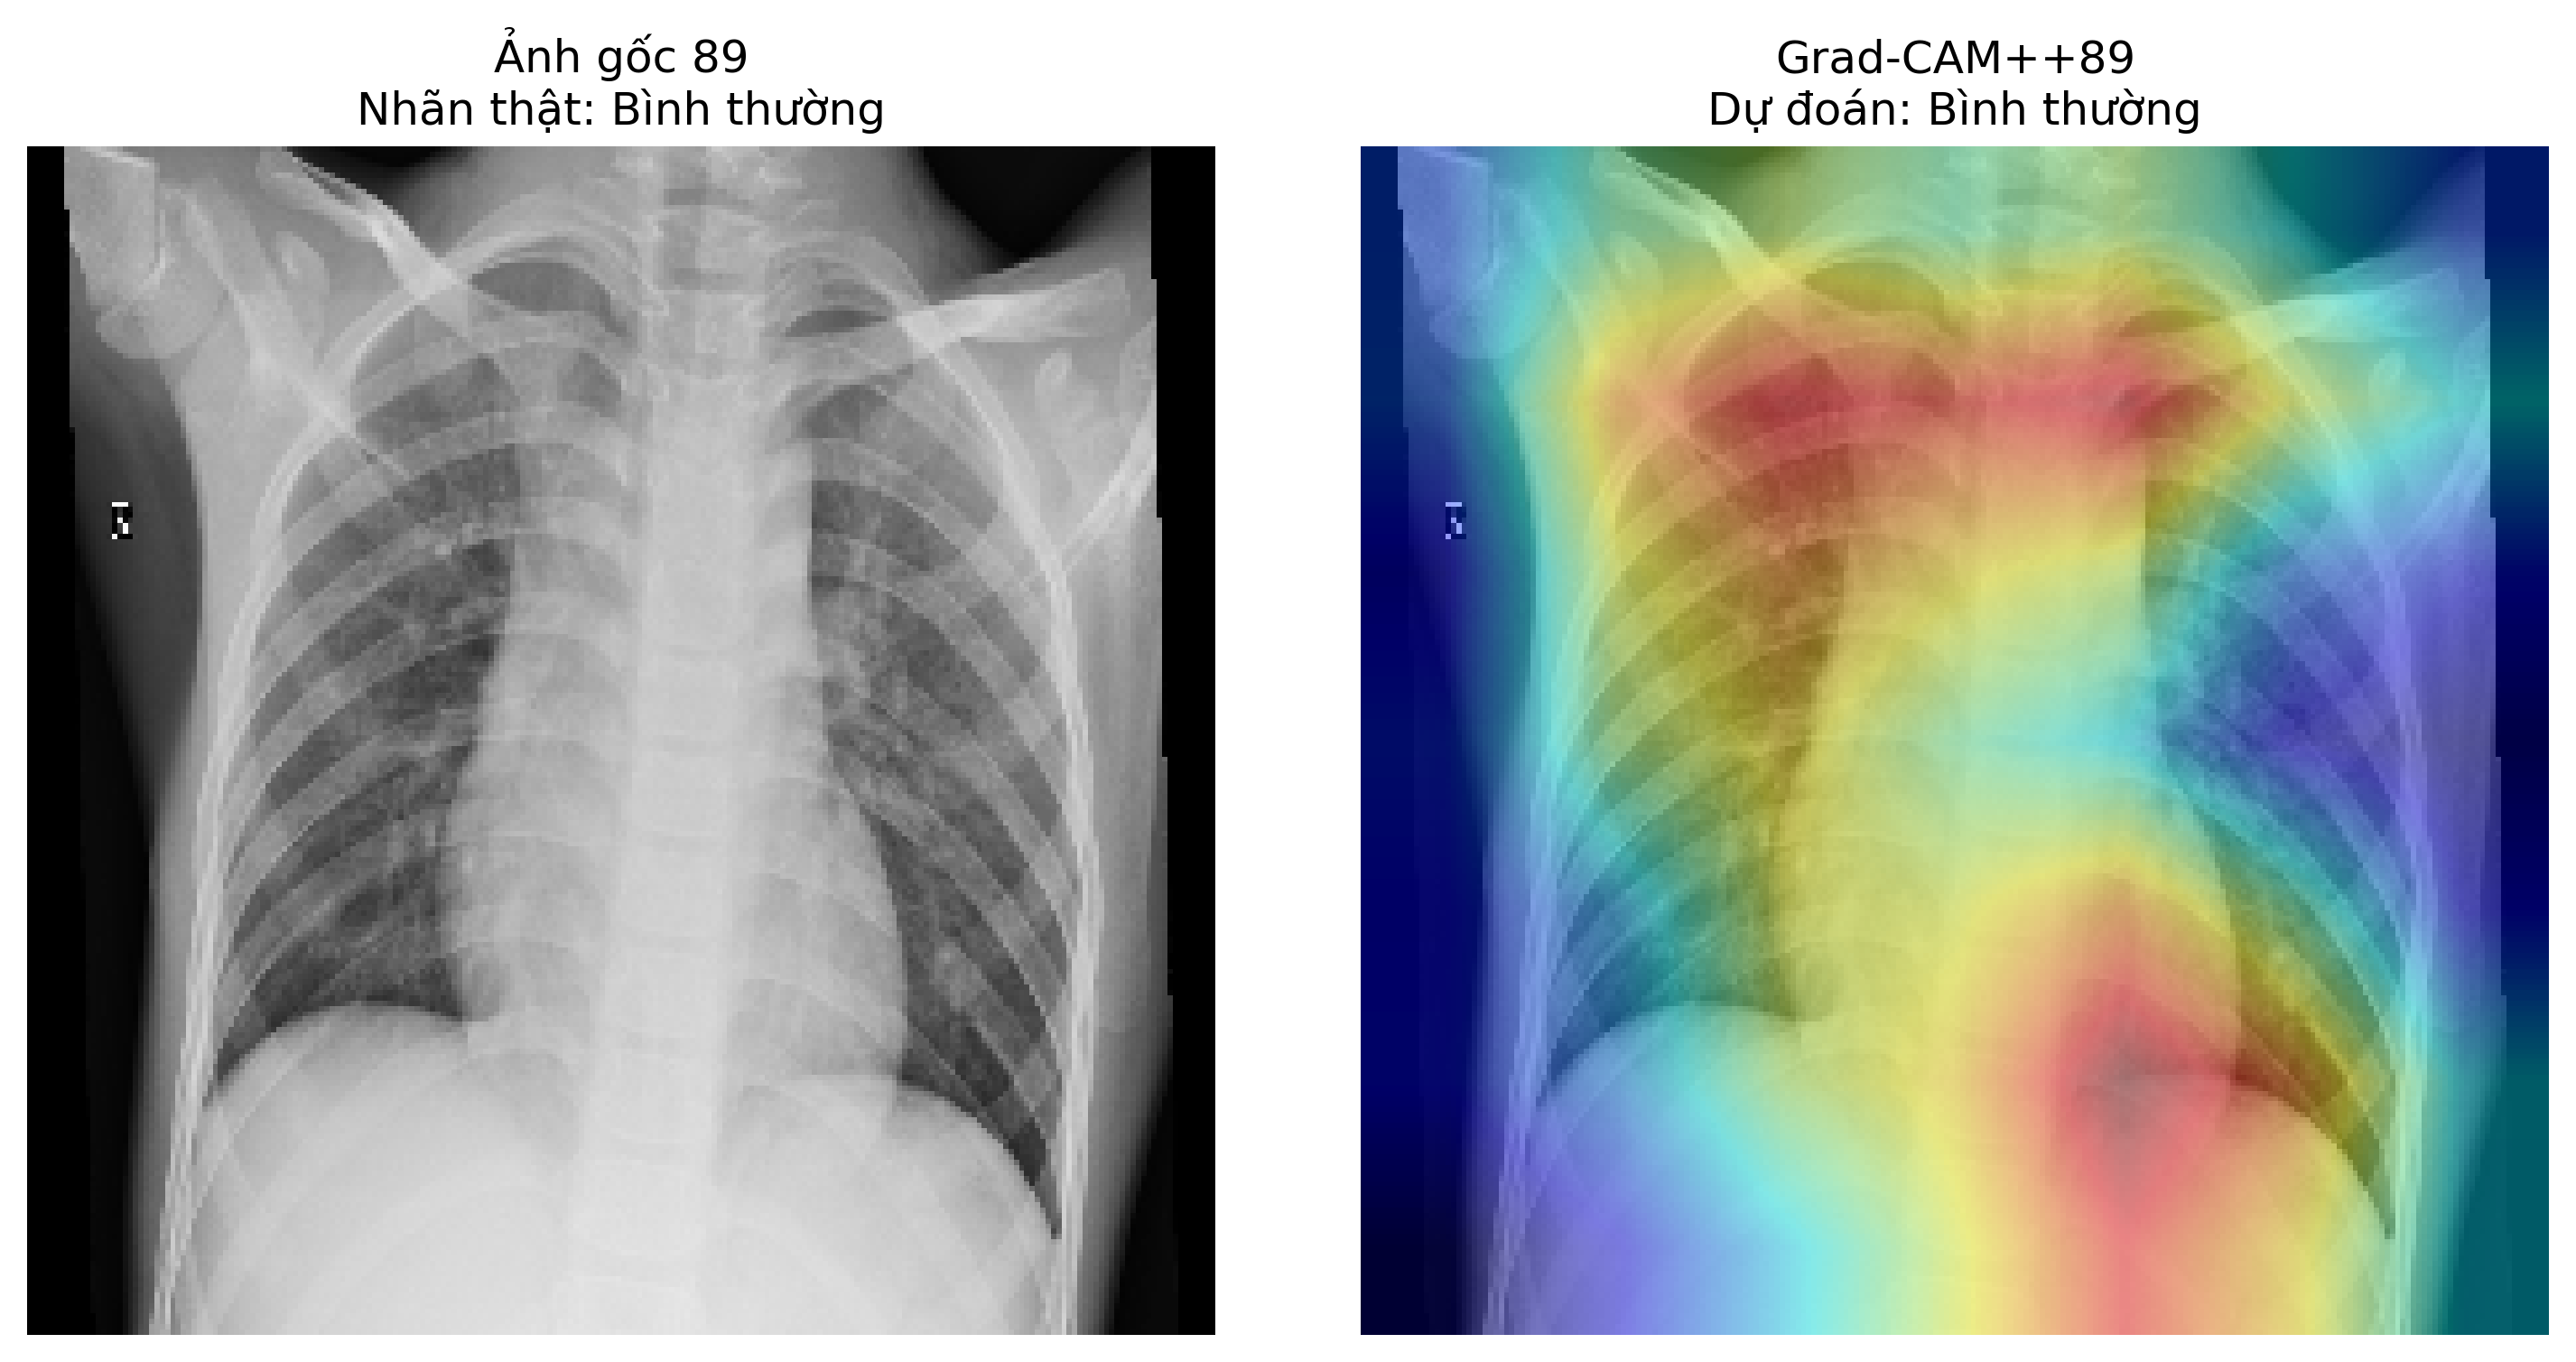 Ảnh gốc 89
Nhãn thật: Bình thường
Grad-CAM++89
Dự đoán: Bình thường
R